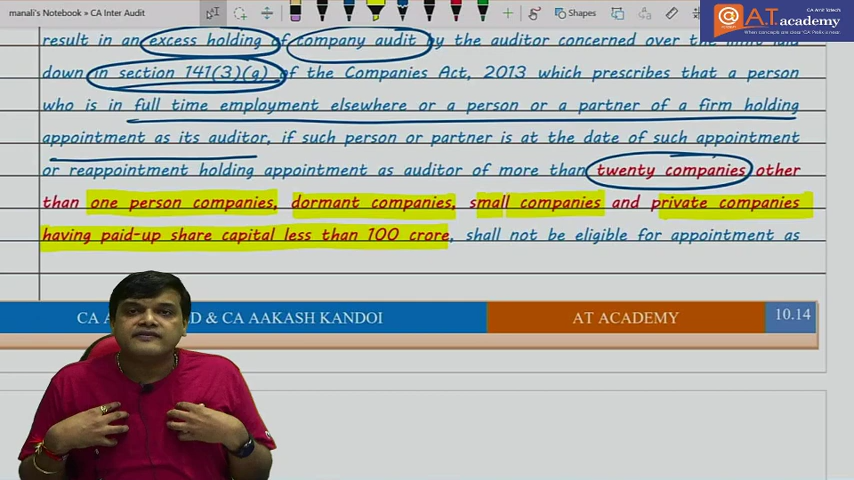 manali's Notebook » CA Inter Audit
Shapes
CA Amit Tated's
A.T.academy
result in an excess holding of company audit by the auditor concerned over the limit laid
down in section 141(3)(g) of the Companies Act, 2013 which prescribes that a person
who is in full time employment elsewhere or a person or a partner of a firm holding
appointment as its auditor, if such person or partner is at the date of such appointment
or reappointment holding appointment as auditor of more than twenty companies other
than one person companies, dormant companies, small companies and private companies
having paid-up share capital less than 100 crore, shall not be eligible for appointment as
CA A D & CA AAKASH KANDOI
AT ACADEMY
10.14